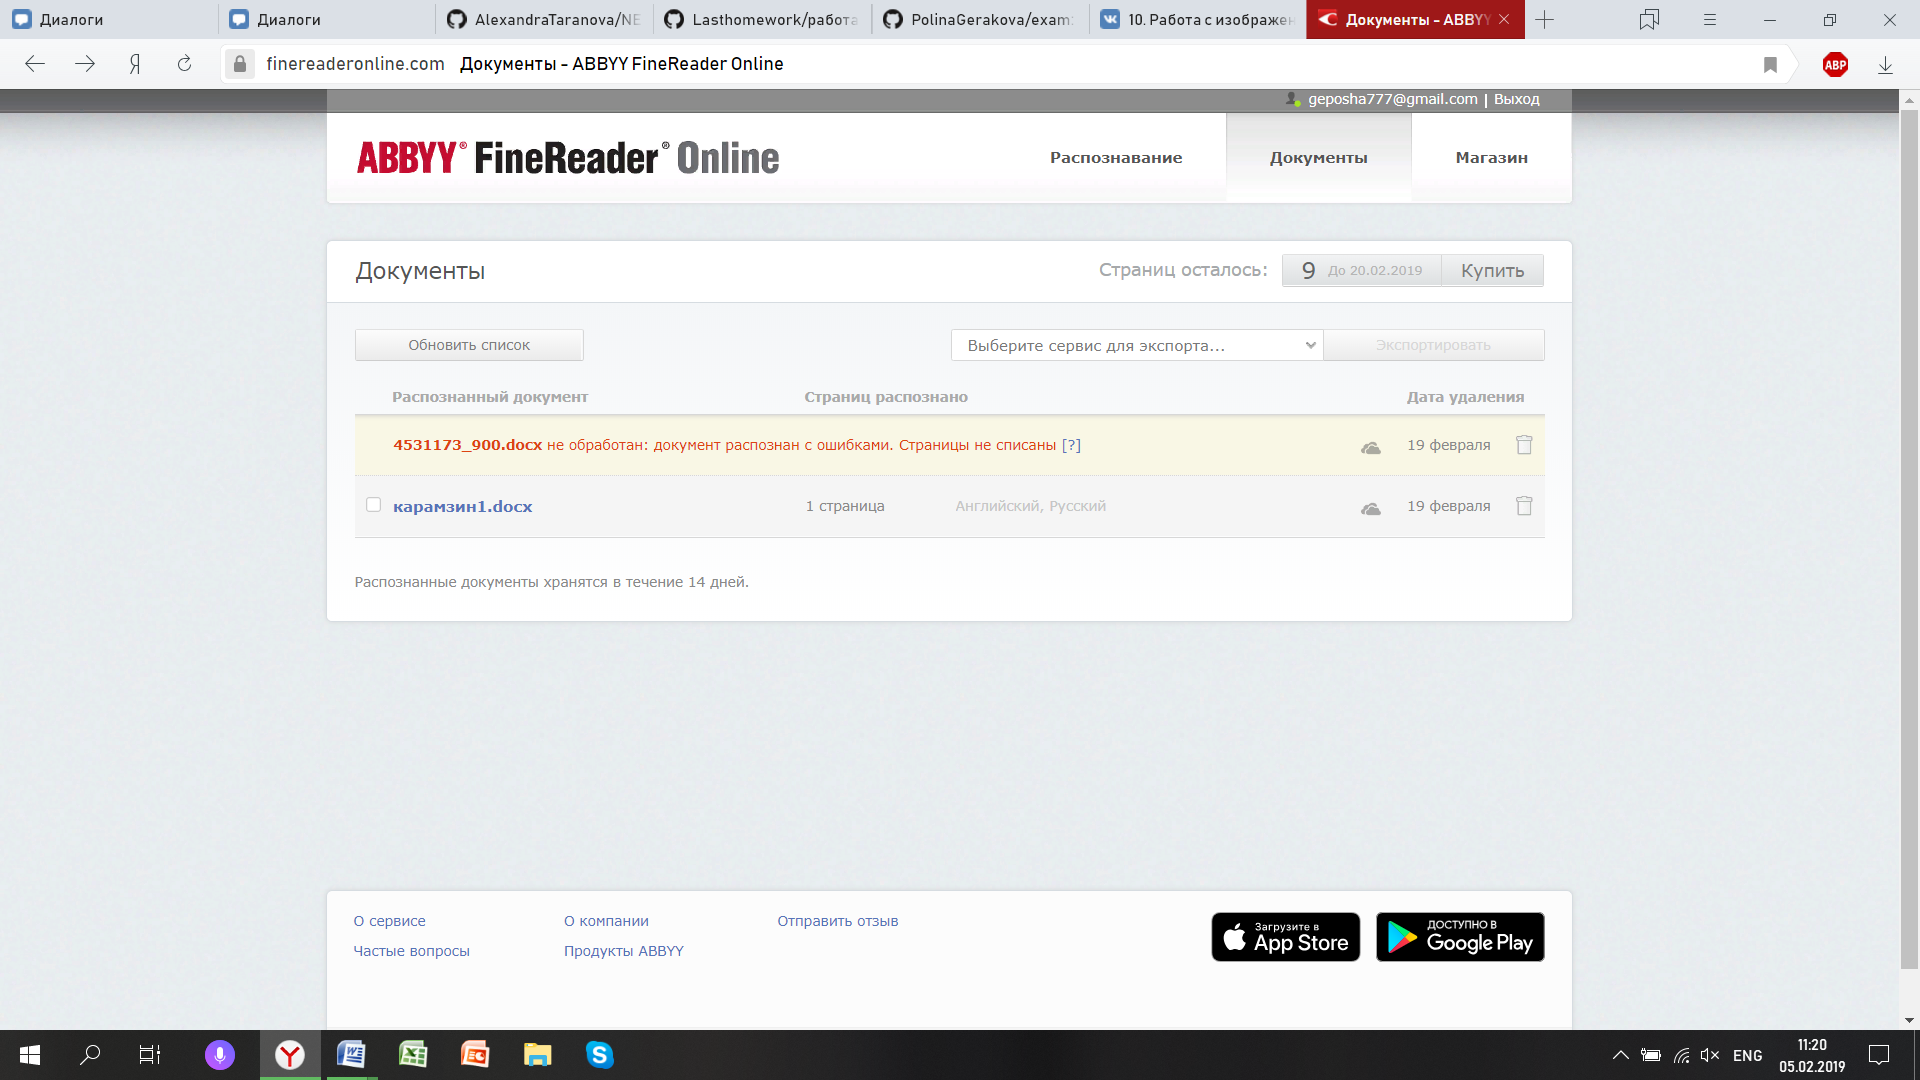 Диалоги
Диалоги
AlexandraTaranova/NE
Lasthomework/работа
PolinaGerakova/exam
10. Работа с изображен
Документы - ABBYY
finereaderonline.com Документы - ABBYY FineReader Online
ABP
geposha777@gmail.com | Выход
ABBYY® FineReader® Online
Распознавание
Документы
Магазин
Документы
Страниц осталось:
9 До 20.02.2019
Купить
Обновить список
Выберите сервис для экспорта...
Экспортировать
Распознанный документ
Страниц распознано
Дата удаления
4531173_900.docx не обработан: документ распознан с ошибками. Страницы не списаны [?]
19 февраля
карамзин1.docx
1 страница
Английский, Русский
19 февраля
Распознанные документы хранятся в течение 14 дней.
О сервисе
О компании
Отправить отзыв
Частые вопросы
Продукты ABBYY
Загрузите в
App Store
ДОСТУПНО В
Google Play
ENG
11:20
05.02.2019